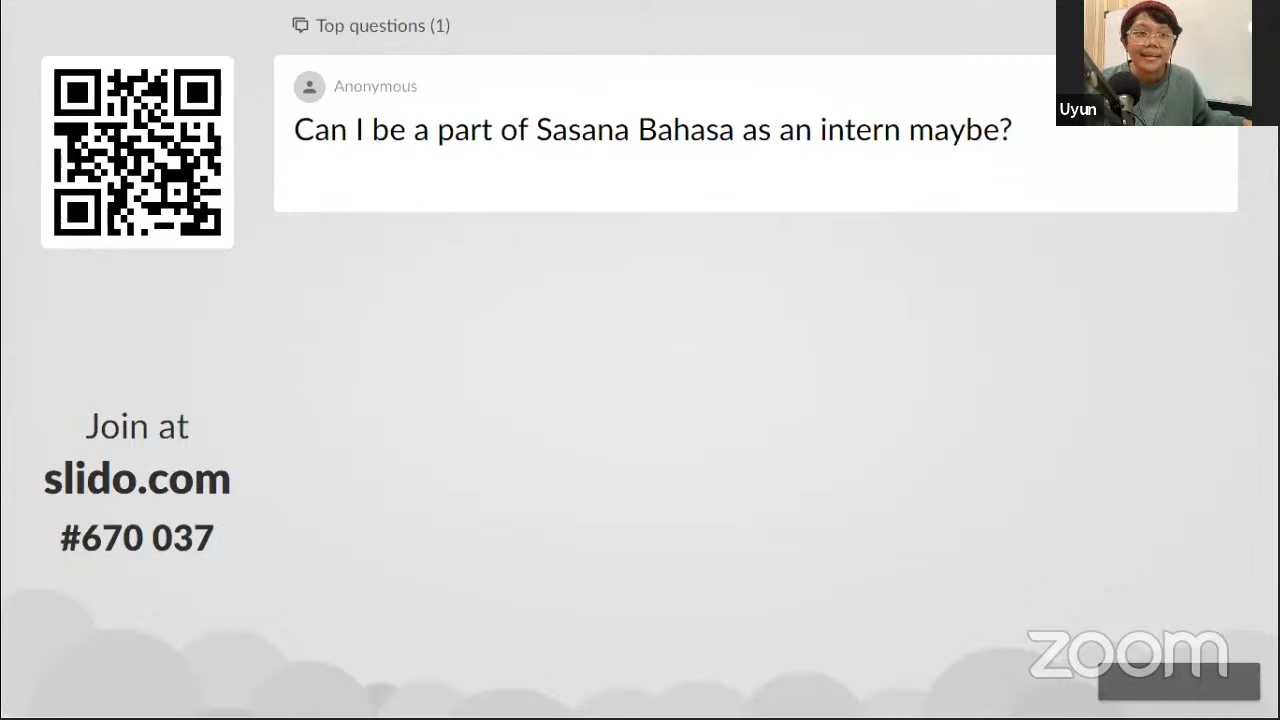 Top questions (1)
Anonymous
Can I be a part of Sasana Bahasa as an intern maybe?
Uyun
Join at
slido.com
#670 037
zoom